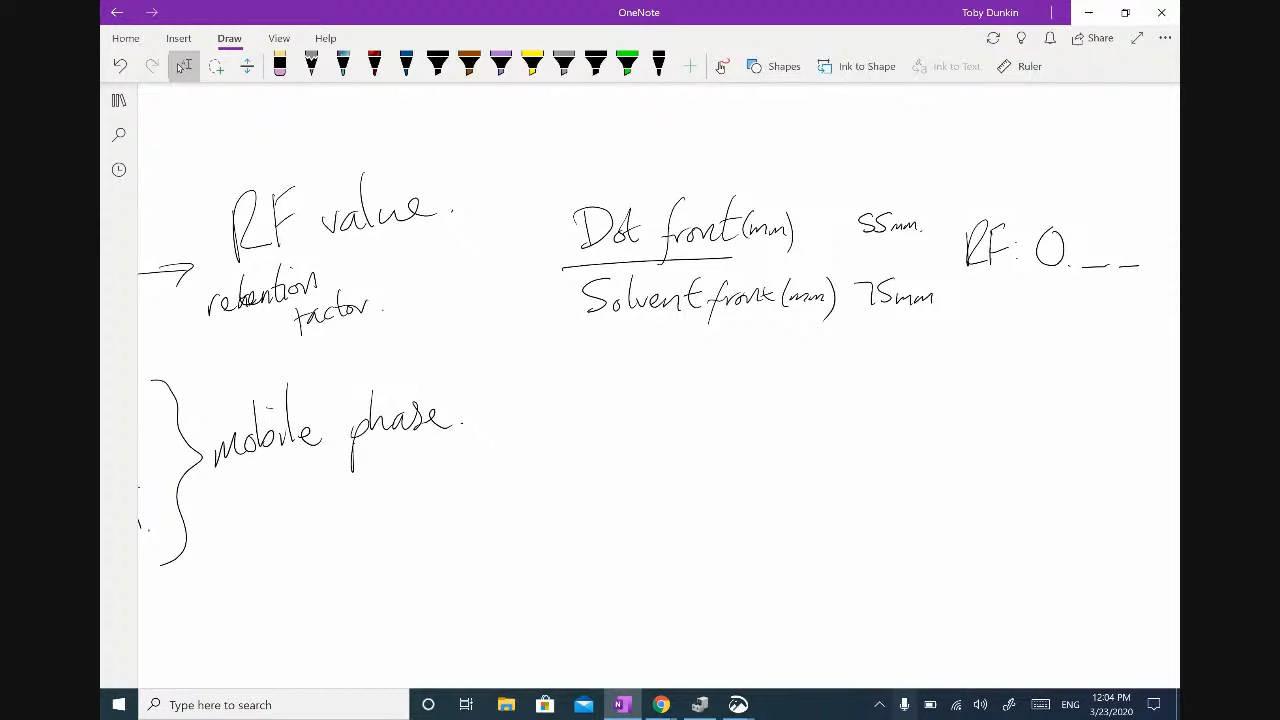 OneNote
Toby Dunkin
Home Insert Draw View Help
Share
Shapes Ink to Shape Ink to Text Ruler
RF value.
retention
factor.
Dot front (mm) 55mm.
Solvent front (mm) 75mm
RF: 0. _ _
mobile phase.
Type here to search
ENG
12:04 PM
3/23/2020